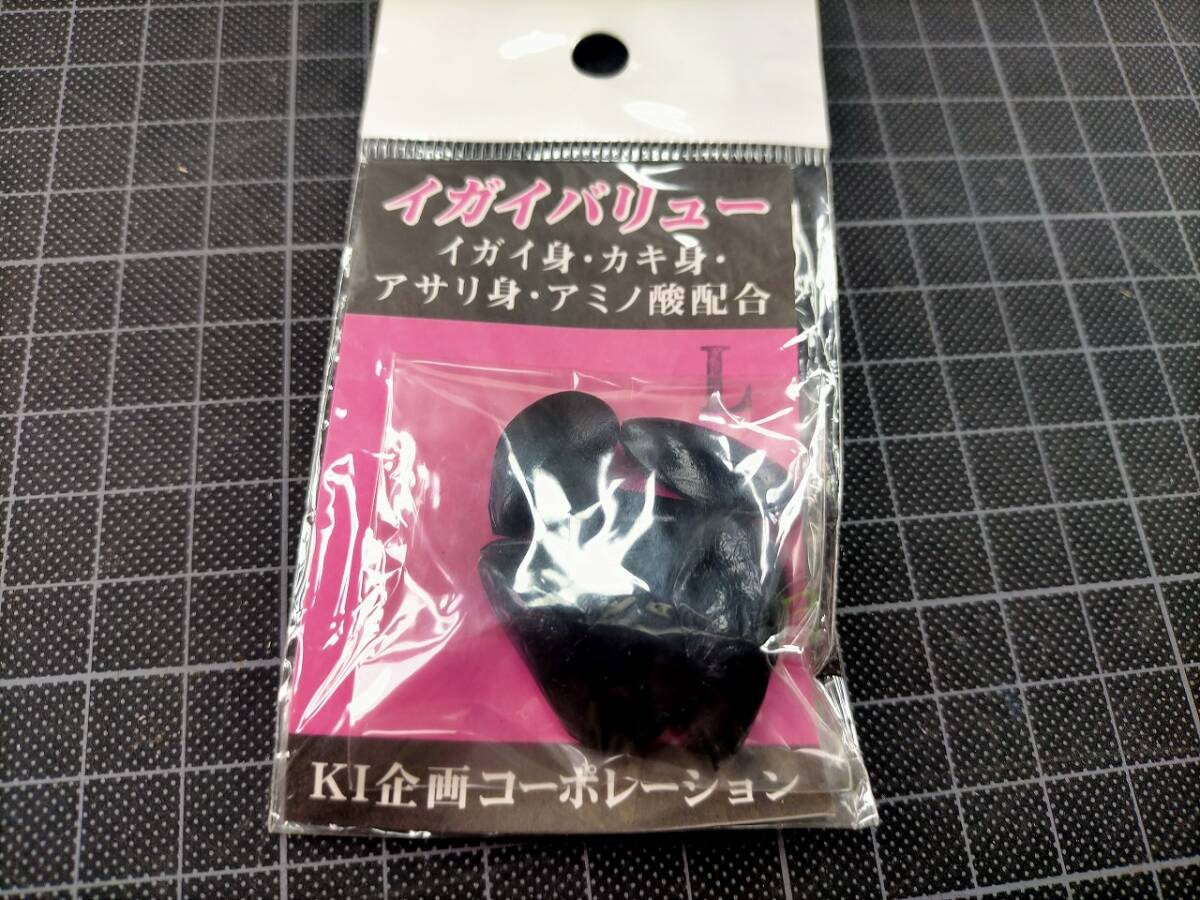 イガイバリュー
イガイ身・カキ身・
アサリ身・アミノ酸配合
L
KI企画コーポレーション